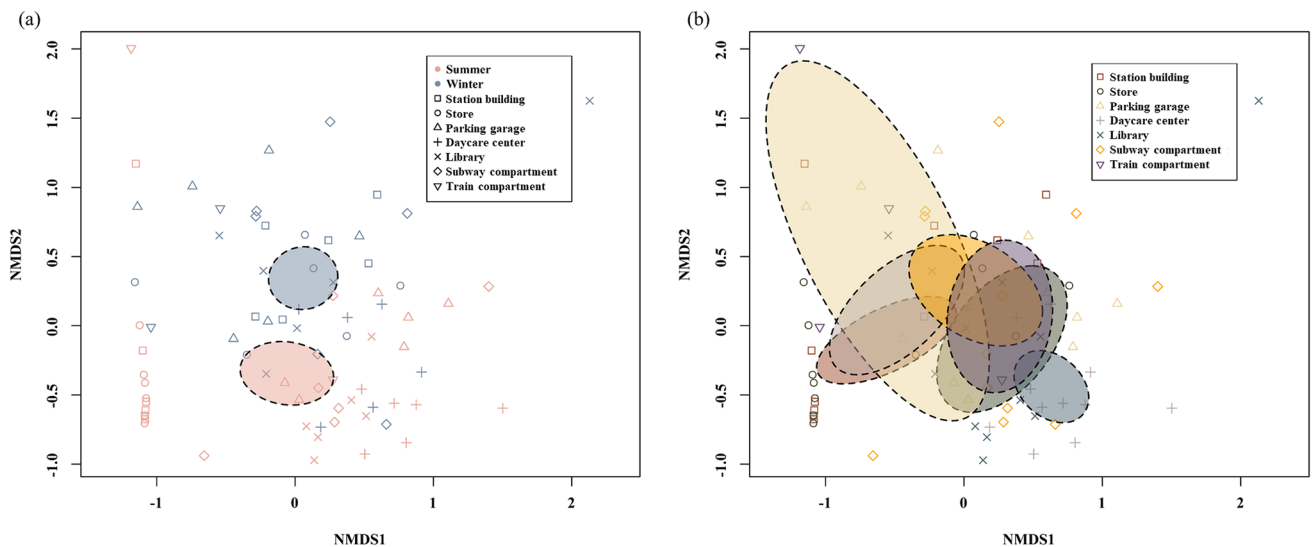 (a)
(b)
2.0
1.5
1.0
0.5
0.0
-0.5
-1.0
NMDS2
Summer
Winter
Station building
Store
Parking garage
Daycare center
Library
Subway compartment
Train compartment
-1
0
1
2
NMDS1
2.0
1.5
1.0
0.5
0.0
-0.5
-1.0
NMDS2
Station building
Store
Parking garage
Daycare center
Library
Subway compartment
Train compartment
-1
0
1
2
NMDS1